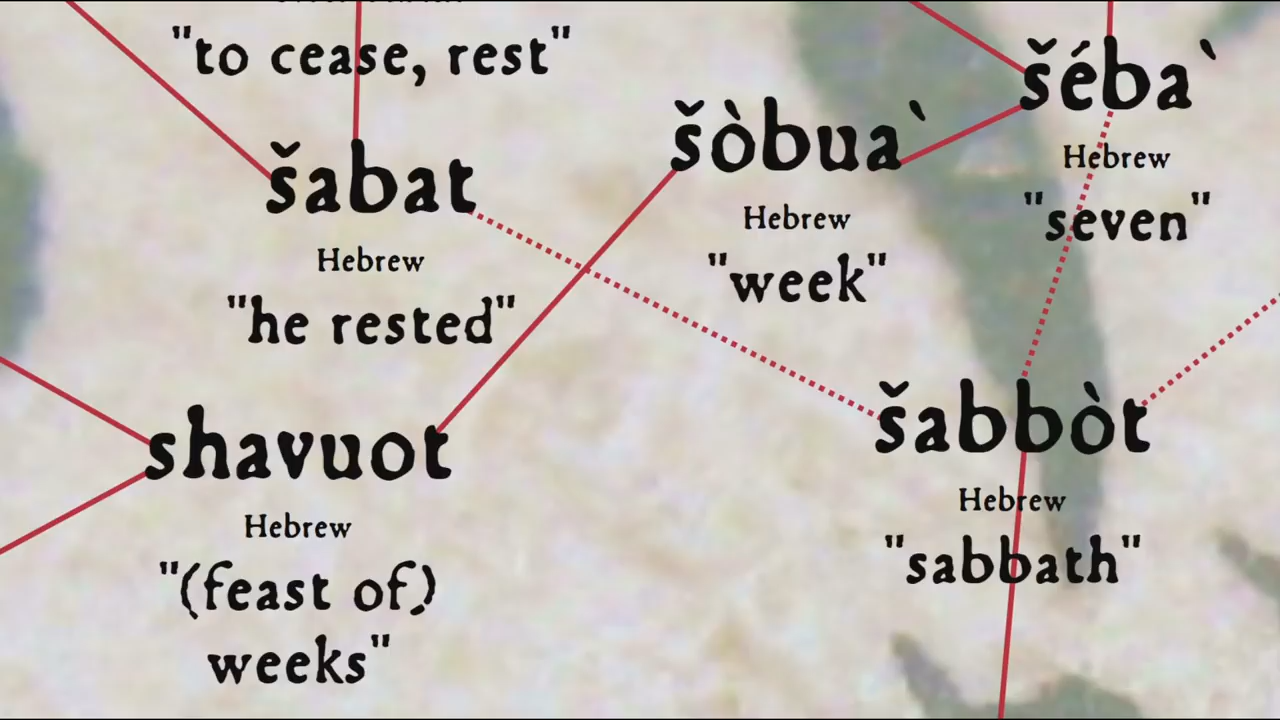 "to cease, rest"
šabat
Hebrew
"he rested"
šòbua`
Hebrew
"week"
šéba`
Hebrew
"seven"
shavuot
Hebrew
"(feast of)
weeks"
šabbòt
Hebrew
"sabbath"